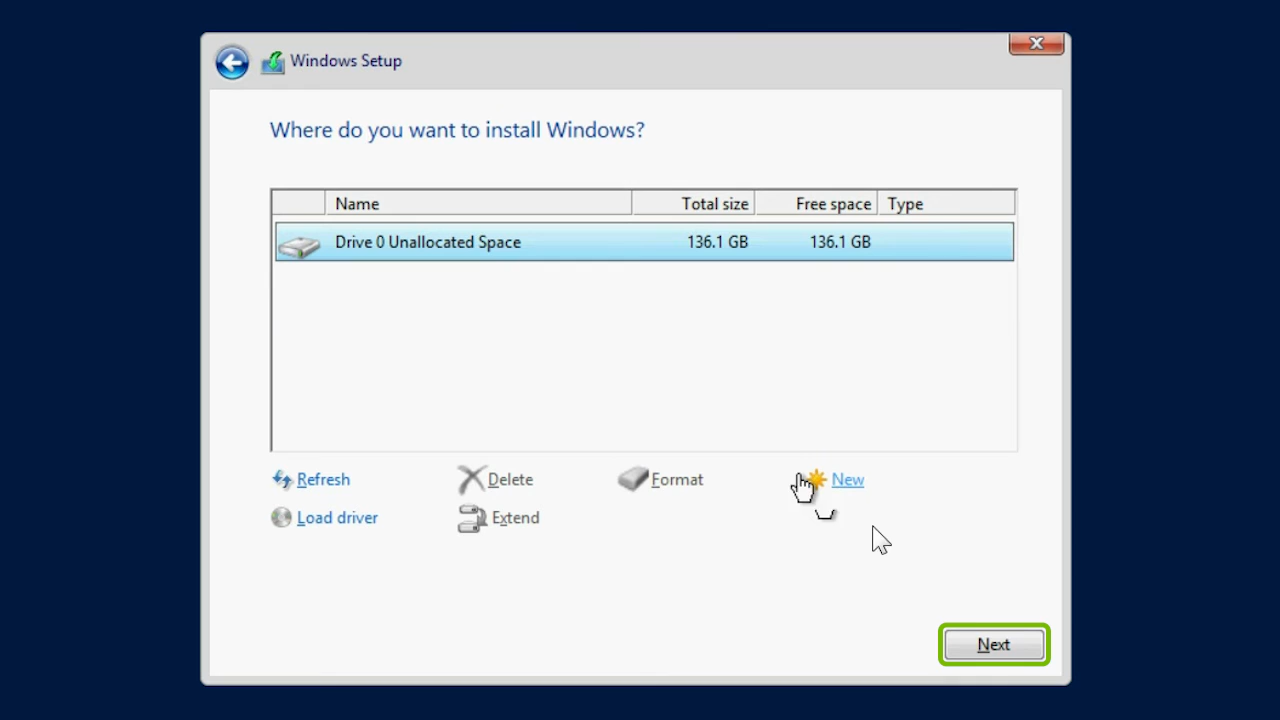 Windows Setup
Where do you want to install Windows?
Name Total size Free space Type
Drive 0 Unallocated Space 136.1 GB 136.1 GB
Refresh Delete Format New
Load driver Extend
Next